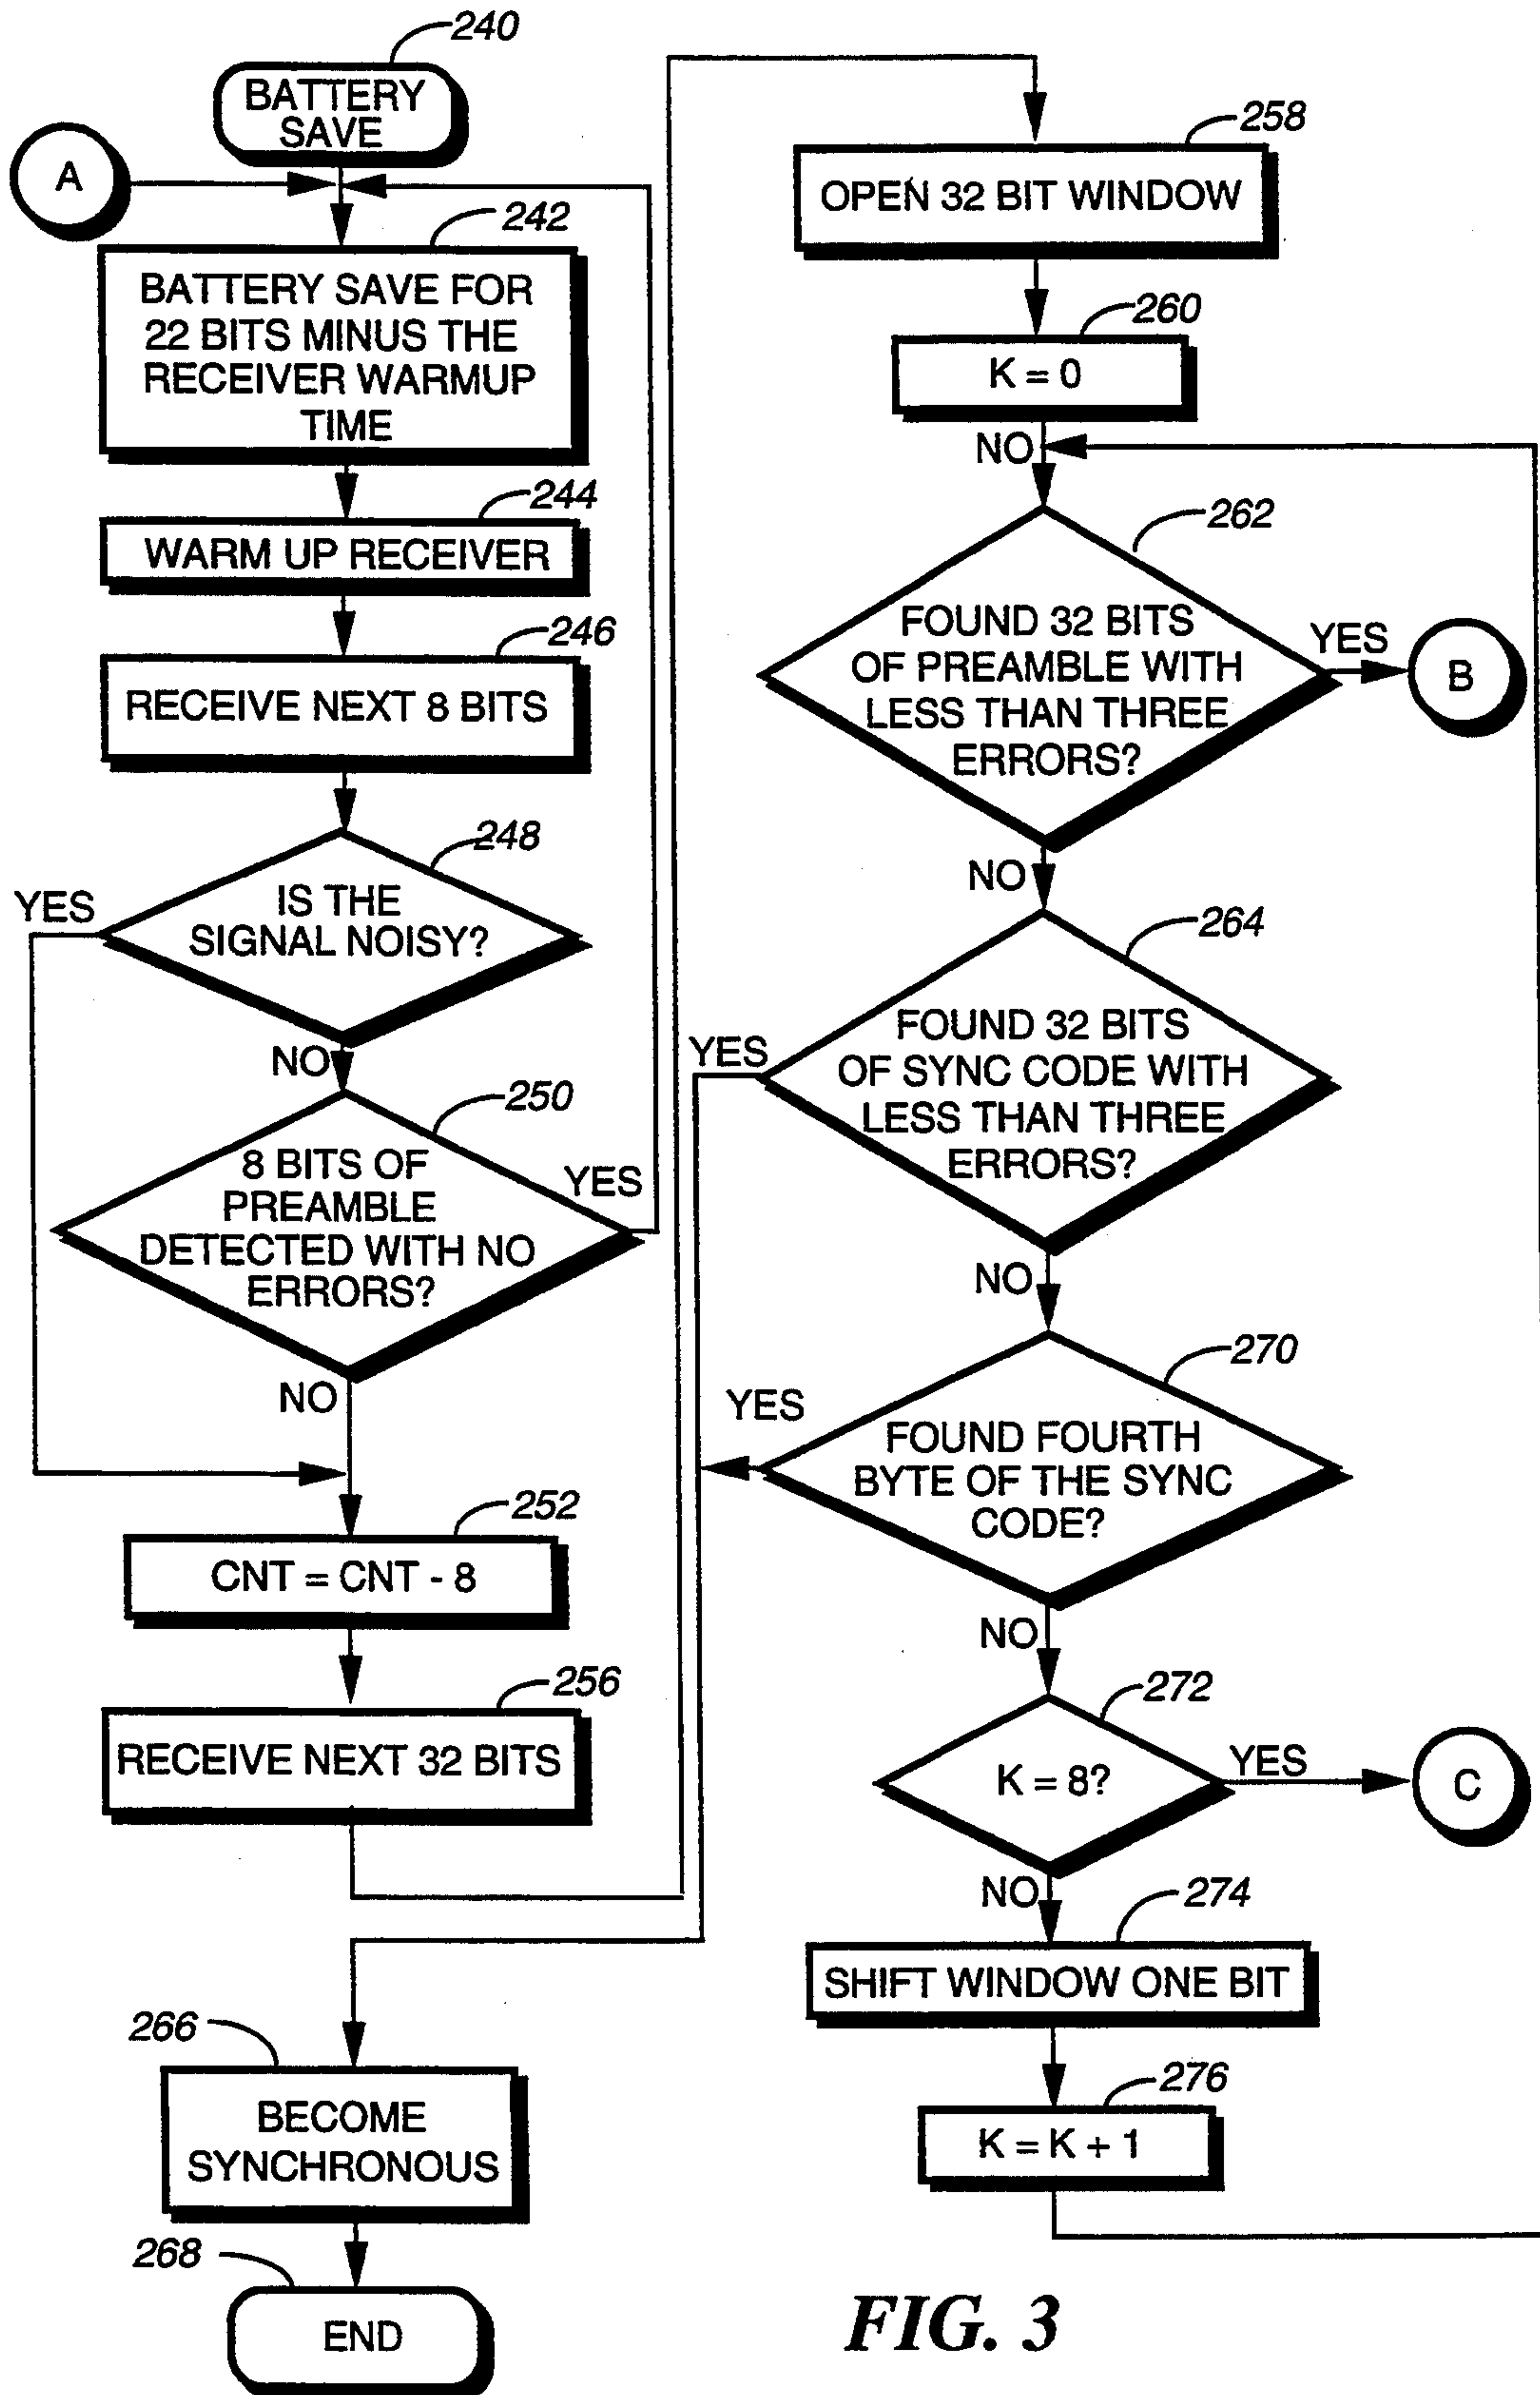 240
BATTERY
SAVE
A
242
BATTERY SAVE FOR
22 BITS MINUS THE
RECEIVER WARMUP
TIME
244
WARM UP RECEIVER
246
RECEIVE NEXT 8 BITS
248
IS THE
SIGNAL NOISY?
YES
NO
250
8 BITS OF
PREAMBLE
DETECTED WITH NO
ERRORS?
YES
NO
252
CNT = CNT - 8
256
RECEIVE NEXT 32 BITS
266
BECOME
SYNCHRONOUS
268
END
258
OPEN 32 BIT WINDOW
260
K = 0
NO
262
FOUND 32 BITS
OF PREAMBLE WITH
LESS THAN THREE
ERRORS?
YES
B
NO
264
FOUND 32 BITS
OF SYNC CODE WITH
LESS THAN THREE
ERRORS?
YES
NO
270
FOUND FOURTH
BYTE OF THE SYNC
CODE?
YES
NO
272
K = 8?
YES
C
NO
274
SHIFT WINDOW ONE BIT
276
K = K + 1
FIG. 3